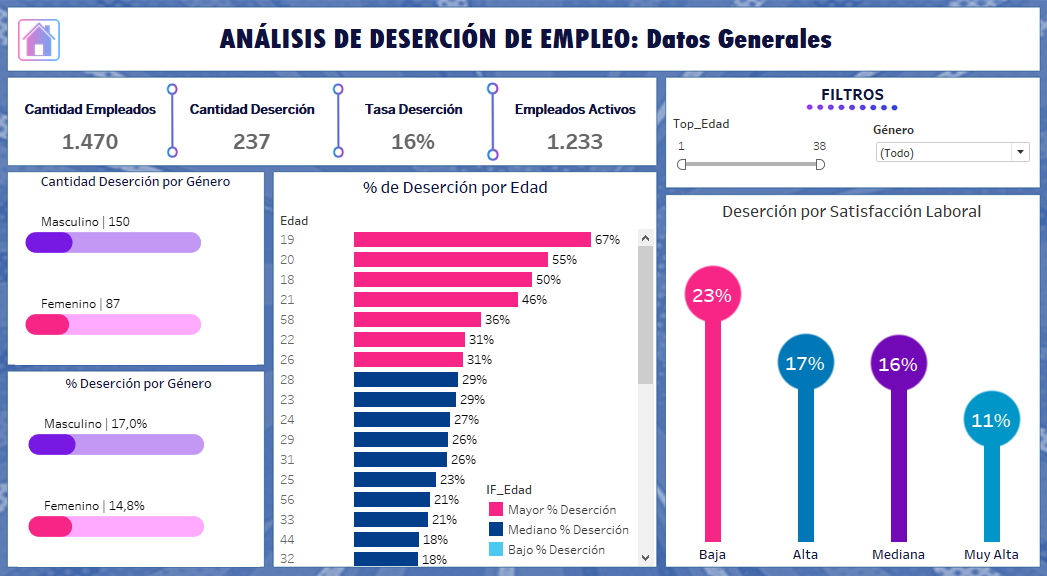 ANÁLISIS DE DESERCIÓN DE EMPLEO: Datos Generales
Cantidad Empleados
1.470
Cantidad Deserción
237
Tasa Deserción
16%
Empleados Activos
1.233
FILTROS
Top_Edad
1
38
Género
(Todo)
Cantidad Deserción por Género
Masculino | 150
Femenino | 87
% Deserción por Género
Masculino | 17,0%
Femenino | 14,8%
% de Deserción por Edad
Edad
19 67%
20 55%
18 50%
21 46%
58 36%
22 31%
26 31%
28 29%
23 29%
24 27%
29 26%
31 26%
25 23%
56 21%
33 21%
44 18%
32 18%
IF_Edad
Mayor % Deserción
Mediano % Deserción
Bajo % Deserción
Deserción por Satisfacción Laboral
23%
17%
16%
11%
Baja
Alta
Mediana
Muy Alta